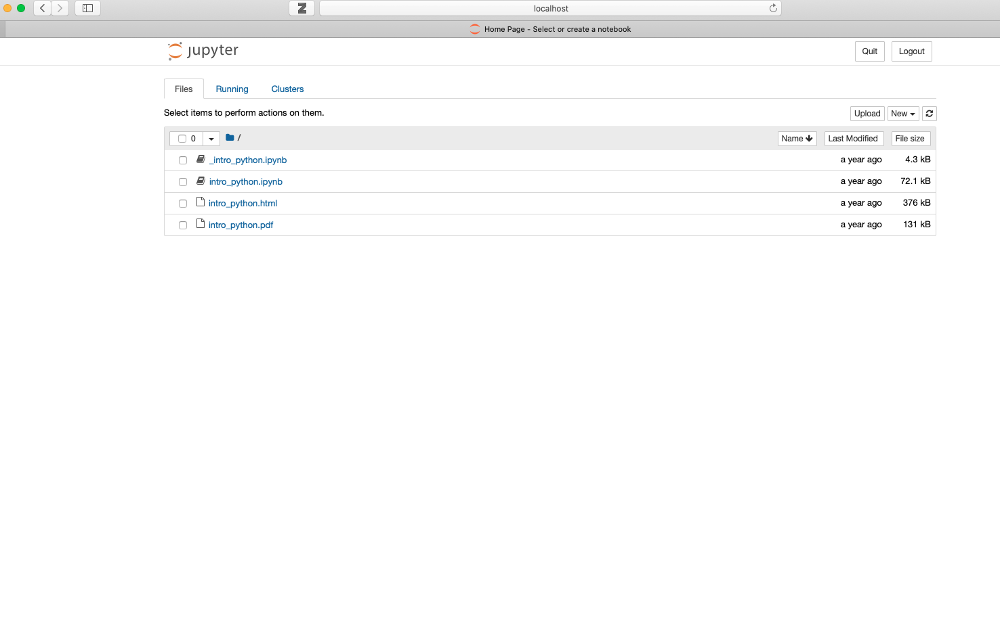 localhost
Home Page - Select or create a notebook
jupyter
Quit Logout
Files Running Clusters
Select items to perform actions on them.
Upload New
0 / Name Last Modified File size
_intro_python.ipynb a year ago 4.3 kB
intro_python.ipynb a year ago 72.1 kB
intro_python.html a year ago 376 kB
intro_python.pdf a year ago 131 kB